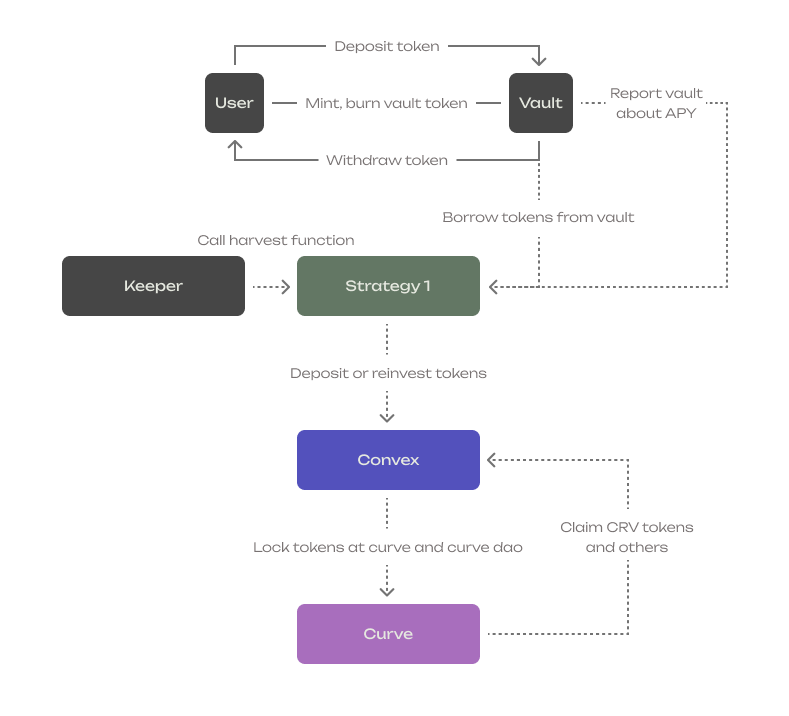 Deposit token
User
Mint, burn vault token
Vault
Report vault
about APY
Withdraw token
Borrow tokens from vault
Call harvest function
Keeper
Strategy 1
Deposit or reinvest tokens
Convex
Lock tokens at curve and curve dao
Claim CRV tokens
and others
Curve